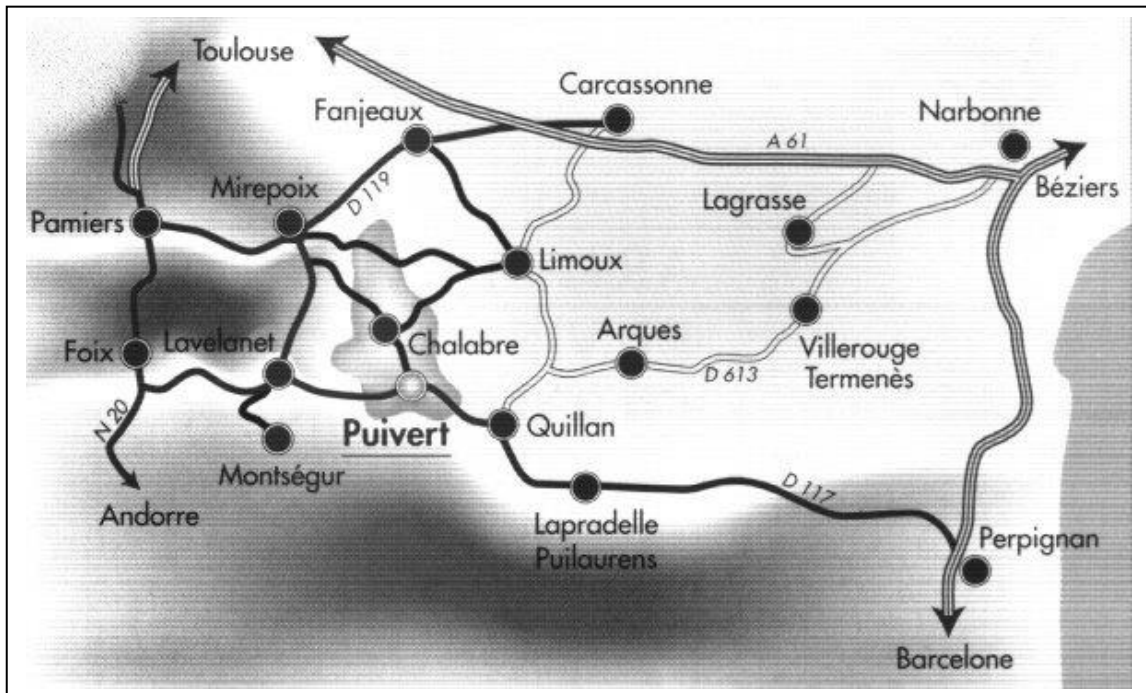 Toulouse
Carcassonne
Fanjeaux
Narbonne
A 61
Mirepoix
D 119
Béziers
Pamiers
Lagrasse
Limoux
Foix
Lavelanet
Chalabre
Arques
Villerouge
Termenès
D 613
N 20
Puivert
Quillan
Montségur
Andorre
D 117
Lapradelle
Puilaurens
Perpignan
Barcelone